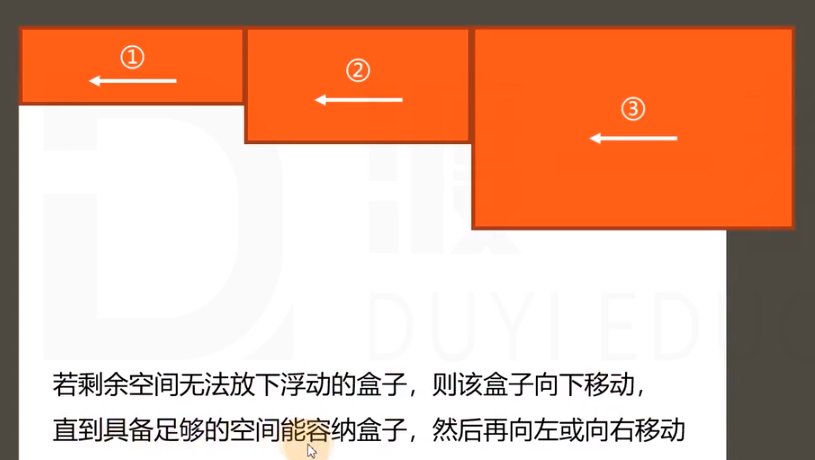 ①
②
③
DUYI EDUC
若剩余空间无法放下浮动的盒子，则该盒子向下移动，
直到具备足够的空间能容纳盒子，然后再向左或向右移动